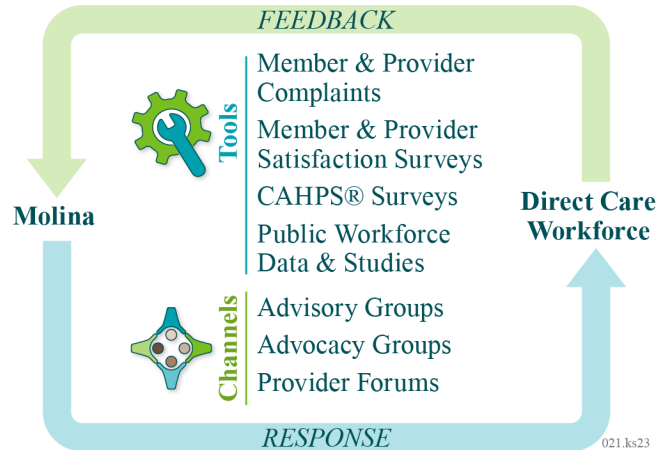 FEEDBACK
Tools
Member & Provider
Complaints
Member & Provider
Satisfaction Surveys
CAHPS® Surveys
Public Workforce
Data & Studies
Molina
Direct Care
Workforce
Channels
Advisory Groups
Advocacy Groups
Provider Forums
RESPONSE
021.ks23